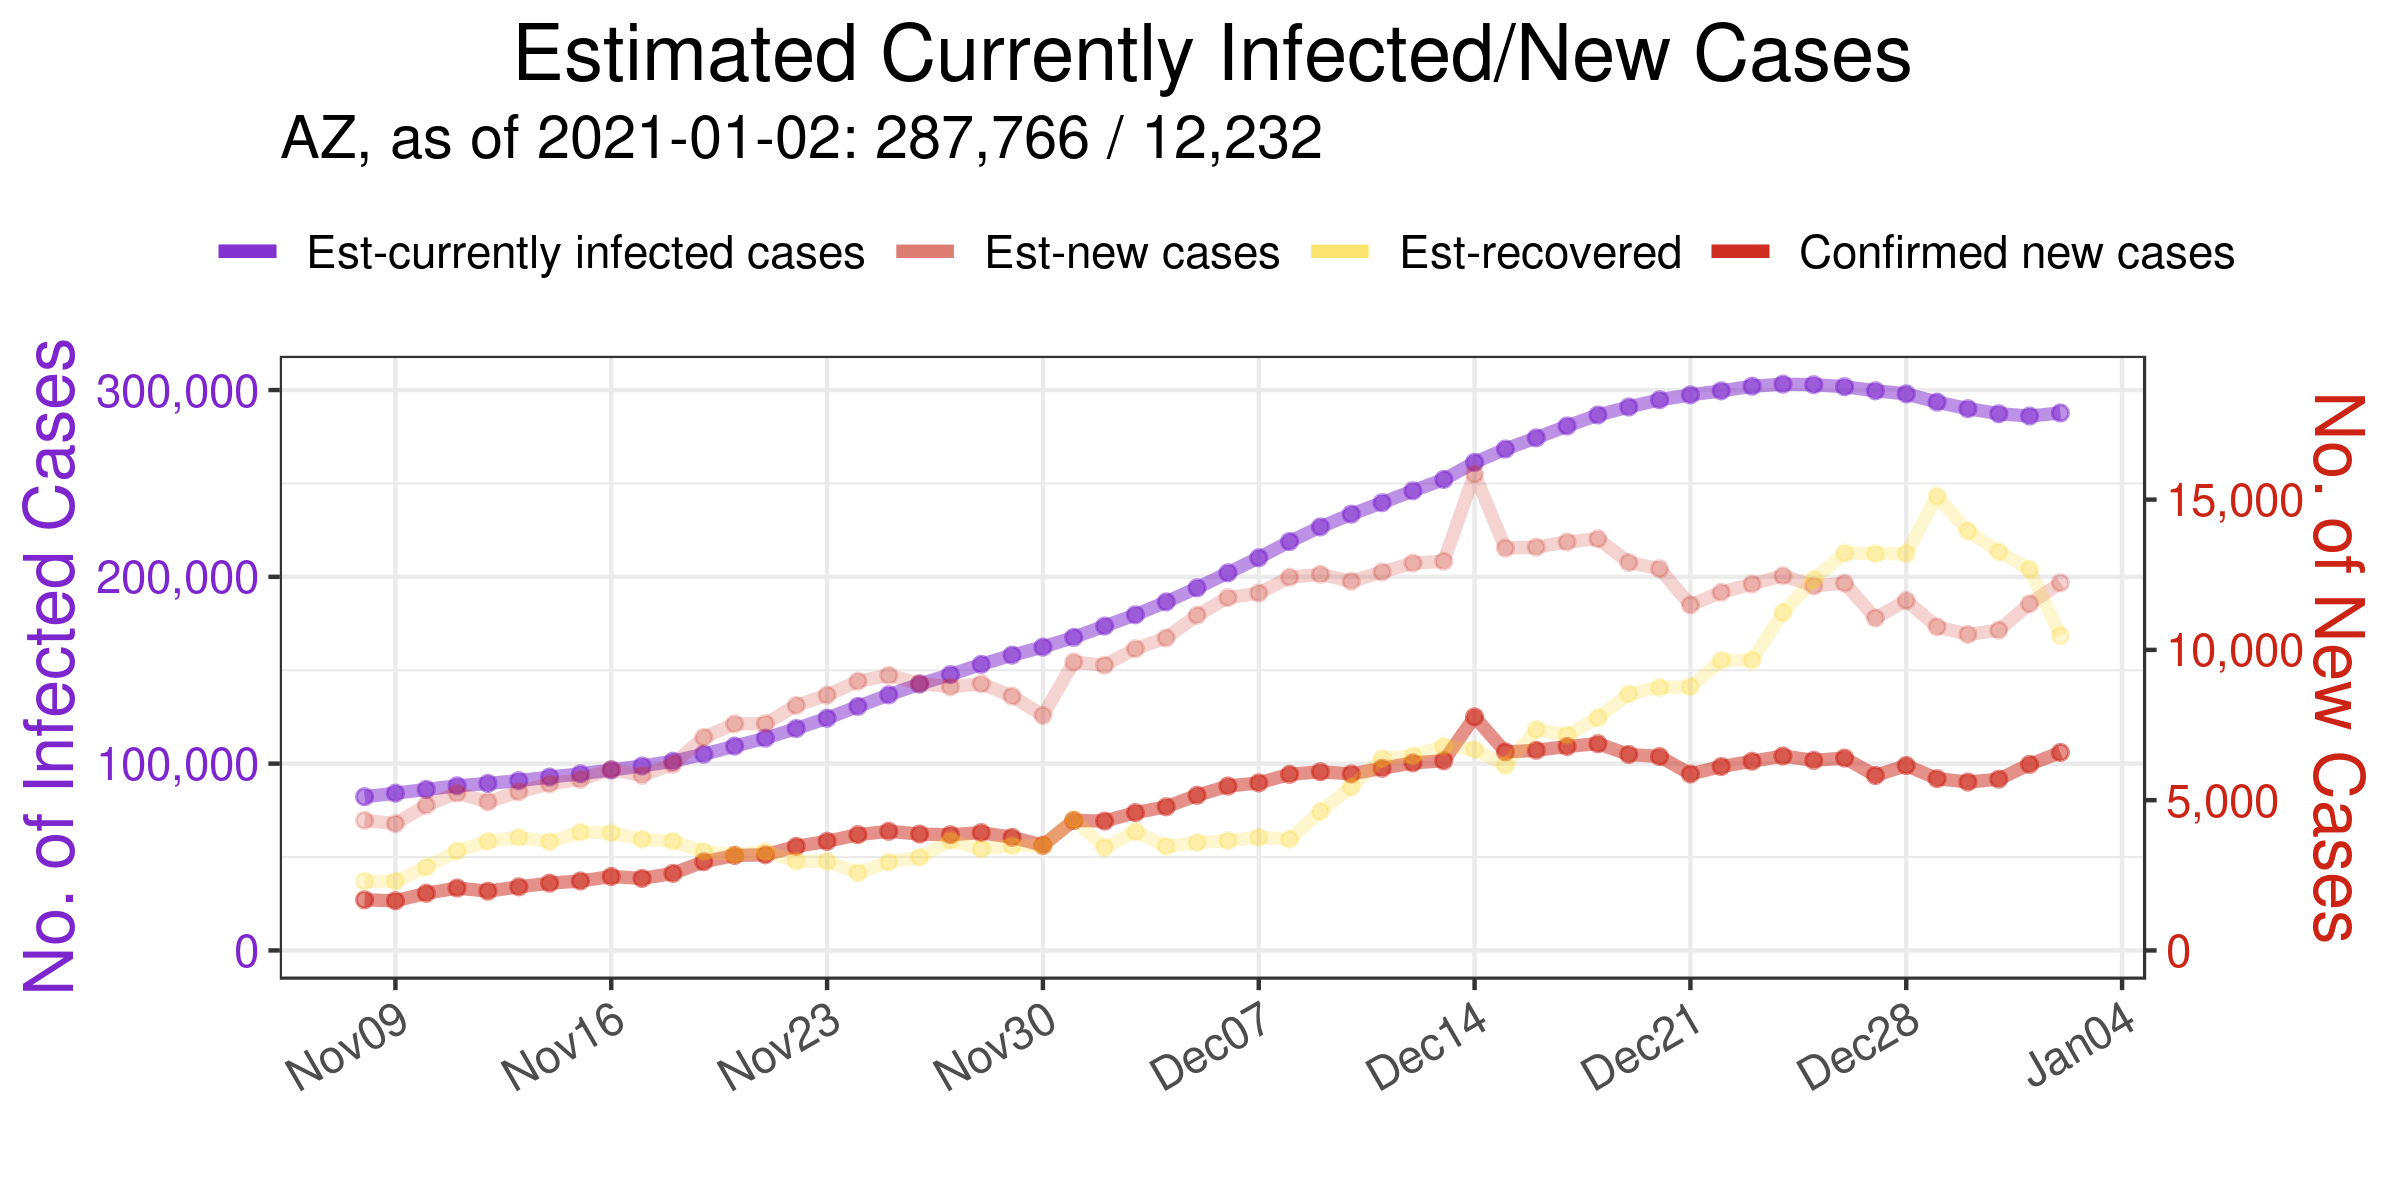 Estimated Currently Infected/New Cases
AZ, as of 2021-01-02: 287,766 / 12,232
Est-currently infected cases Est-new cases Est-recovered Confirmed new cases
No. of Infected Cases
300,000
200,000
100,000
0
No. of New Cases
15,000
10,000
5,000
0
Nov09 Nov16 Nov23 Nov30 Dec07 Dec14 Dec21 Dec28 Jan04